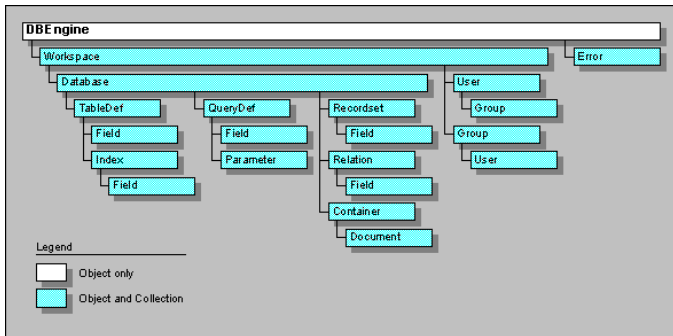 DBEngine
Workspace Error
Database User
TableDef QueryDef Recordset Group
Field Field Field Group
Index Parameter Relation User
Field Field
Container
Document
Legend
Object only
Object and Collection